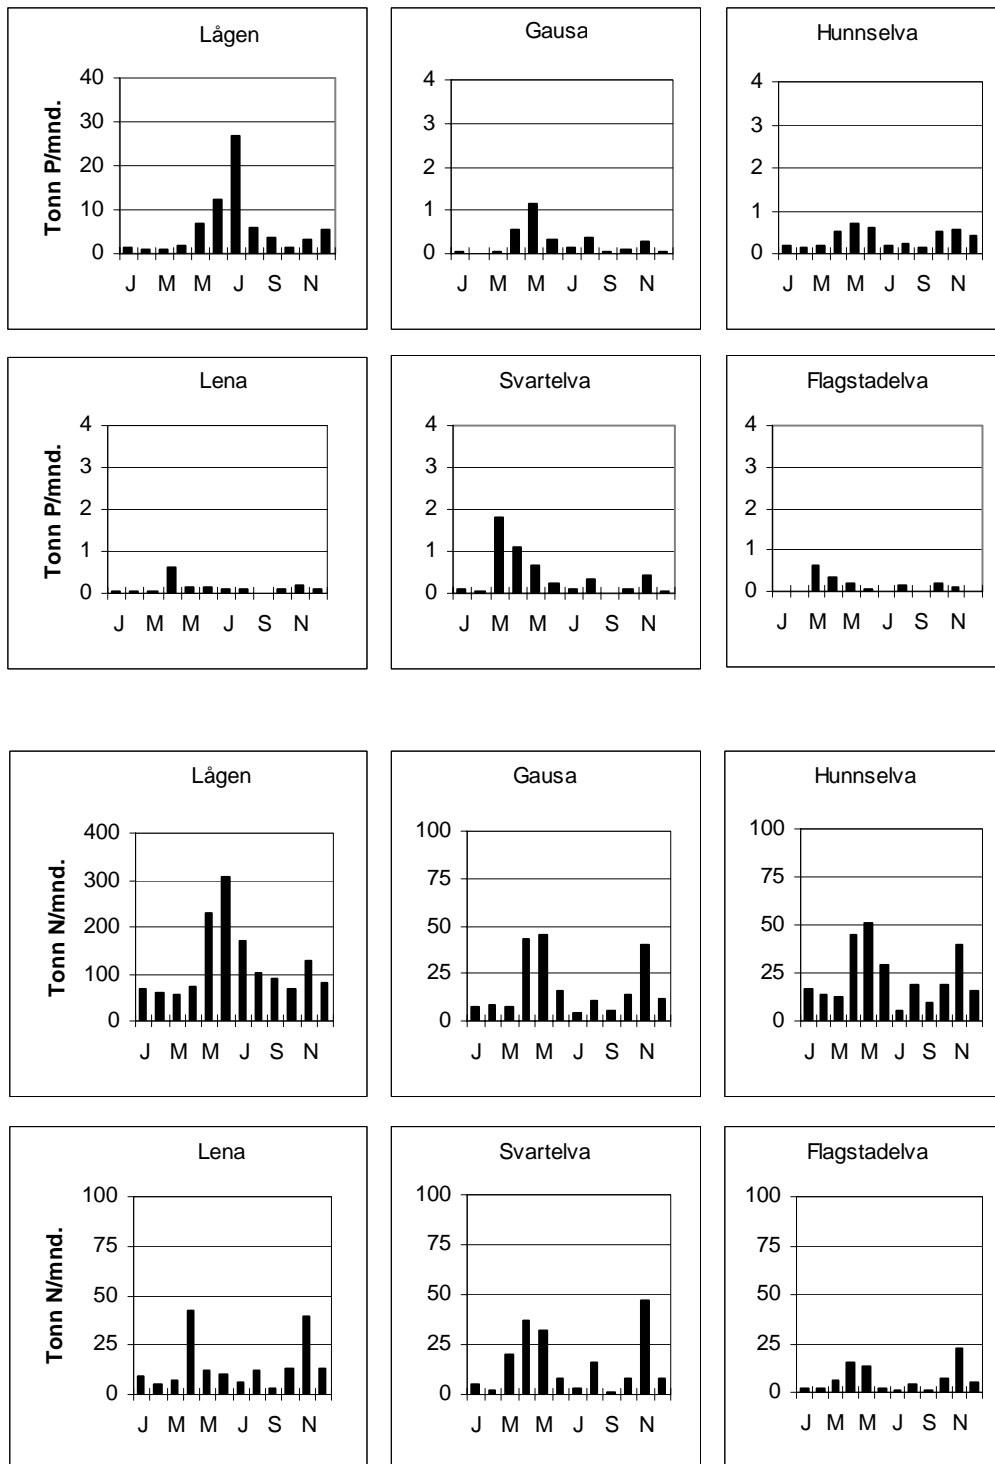 Lågen
Gausa
Hunnselva
Tonn P/mnd.
40
30
20
10
0
J M M J S N
4
3
2
1
0
J M M J S N
4
3
2
1
0
J M M J S N
Lena
Svartelva
Flagstadelva
Tonn P/mnd.
4
3
2
1
0
J M M J S N
4
3
2
1
0
J M M J S N
4
3
2
1
0
J M M J S N
Lågen
Gausa
Hunnselva
Tonn N/mnd.
400
300
200
100
0
J M M J S N
100
75
50
25
0
J M M J S N
100
75
50
25
0
J M M J S N
Lena
Svartelva
Flagstadelva
Tonn N/mnd.
100
75
50
25
0
J M M J S N
100
75
50
25
0
J M M J S N
100
75
50
25
0
J M M J S N